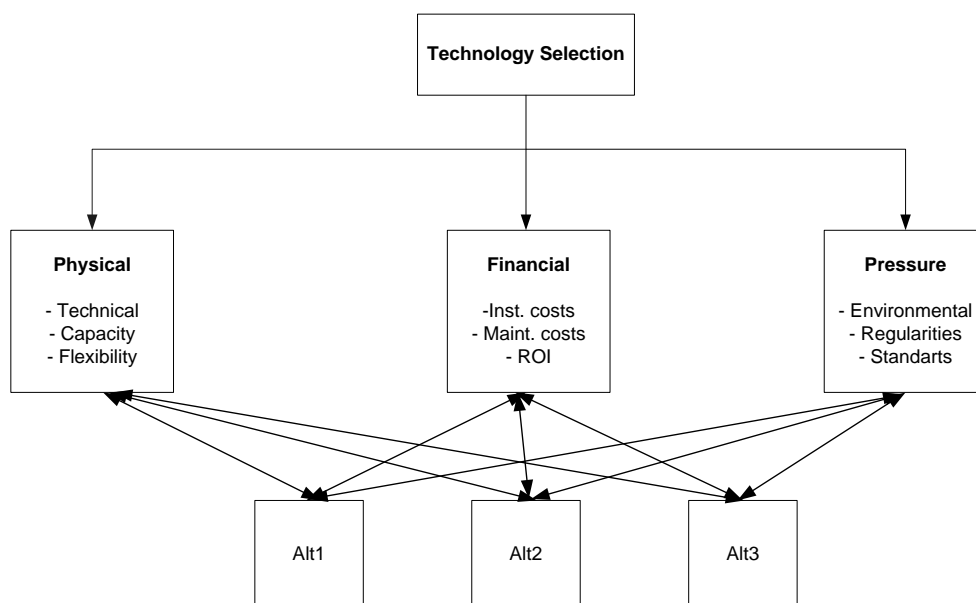 Technology Selection
Physical
- Technical
- Capacity
- Flexibility
Financial
-Inst. costs
- Maint. costs
- ROI
Pressure
- Environmental
- Regularities
- Standarts
Alt1
Alt2
Alt3